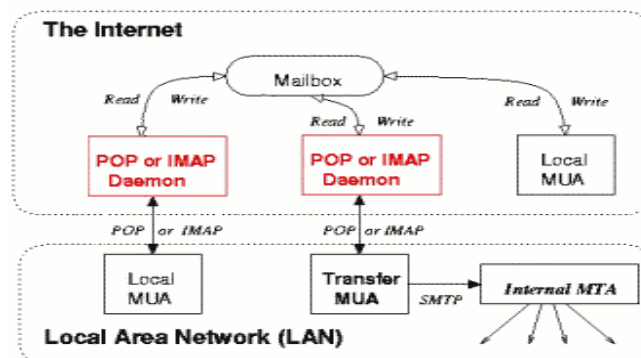 The Internet
Mailbox
Read Write
Read Write
Read Write
POP or IMAP
Daemon
POP or IMAP
Daemon
Local
MUA
POP or IMAP
POP or IMAP
Local
MUA
Transfer
MUA
SMTP
Internal MTA
Local Area Network (LAN)